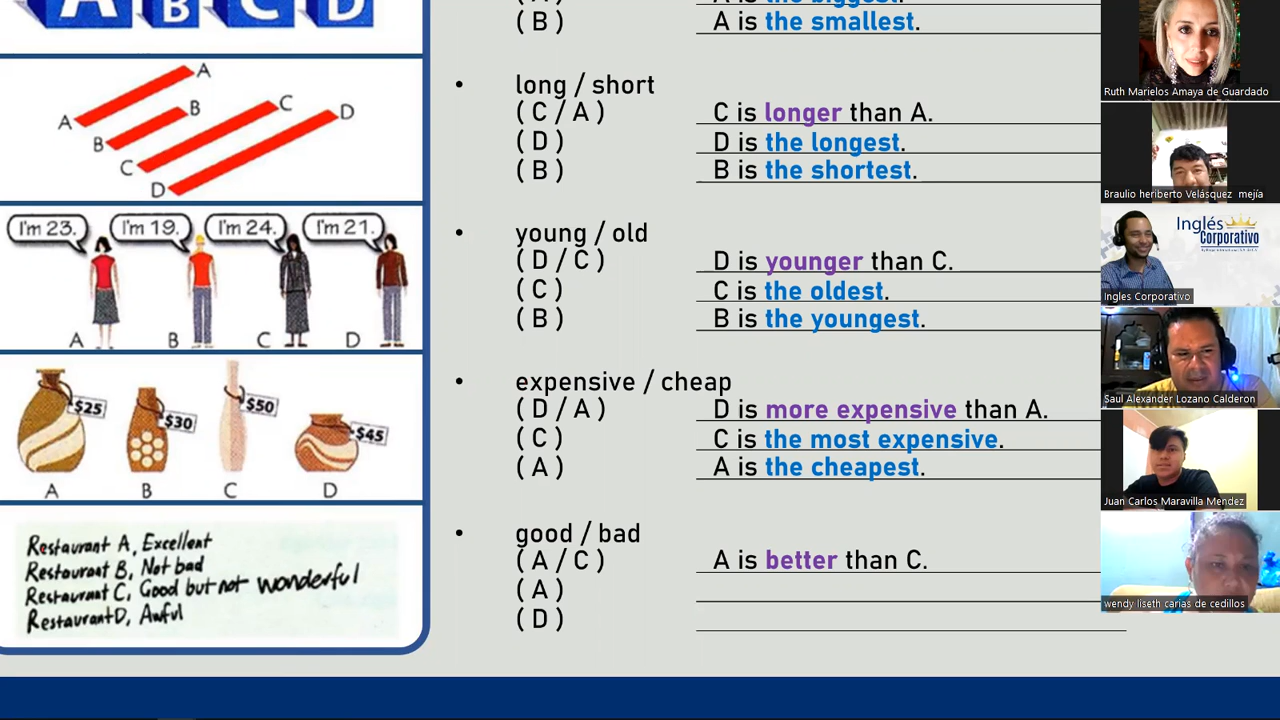 A B C D
A
A
B
B
C
C
D
D
I'm 23. I'm 19. I'm 24. I'm 21.
A B C D
$25 $30 $50 $45
A B C D
Restaurant A, Excellent
Restaurant B, Not bad
Restaurant C, Good but not wonderful
Restaurant D, Awful
( B ) A is the smallest.
• long / short
( C / A ) C is longer than A.
( D ) D is the longest.
( B ) B is the shortest.
• young / old
( D / C ) D is younger than C.
( C ) C is the oldest.
( B ) B is the youngest.
• expensive / cheap
( D / A ) D is more expensive than A.
( C ) C is the most expensive.
( A ) A is the cheapest.
• good / bad
( A / C ) A is better than C.
( A )
( D )
Ruth Marielos Amaya de Guardado
Braulio heriberto Velásquez mejía
Inglés
Corporativo
Ingles Corporativo
Saul Alexander Lozano Calderon
Juan Carlos Maravilla Mendez
wendy liseth carias de cedillos